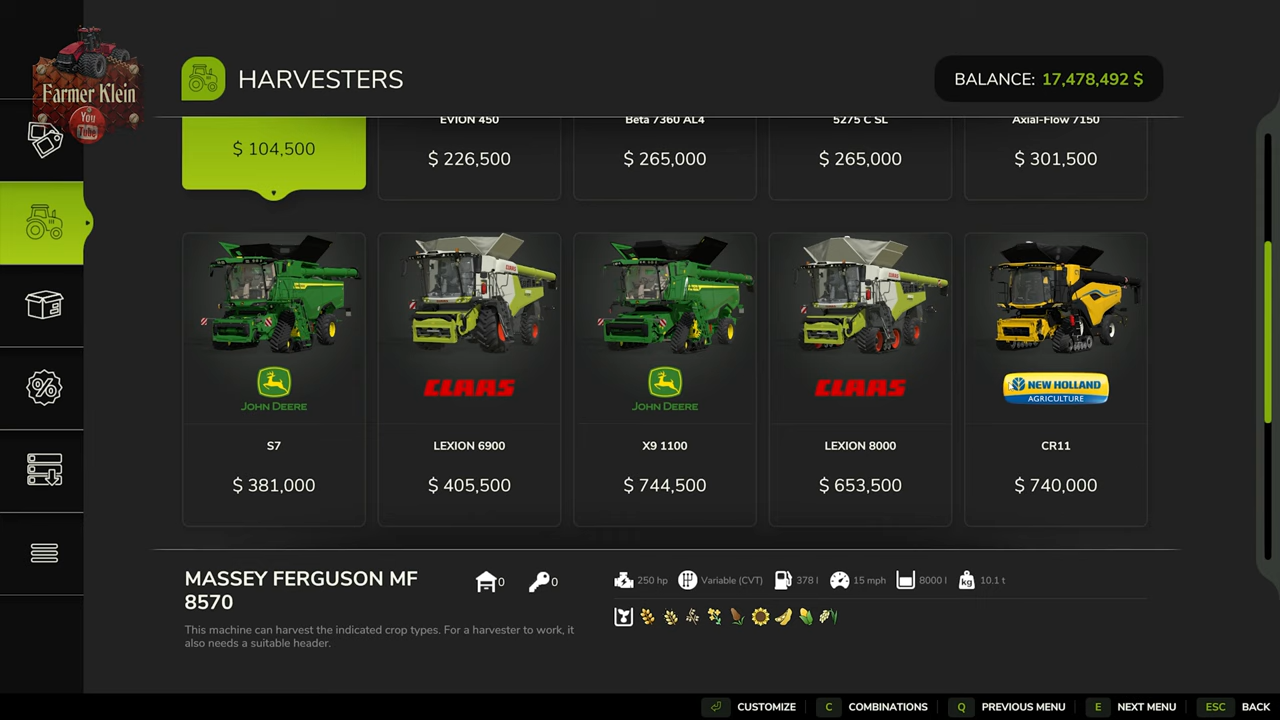 Farmer Klein
You
Tube
HARVESTERS
BALANCE: 17,478,492 $
EVION 450
Beta 7360 AL4
5275 C SL
Axial-Flow 7150
$ 104,500
$ 226,500
$ 265,000
$ 265,000
$ 301,500
JOHN DEERE
CLAAS
JOHN DEERE
CLAAS
NEW HOLLAND
AGRICULTURE
S7
LEXION 6900
X9 1100
LEXION 8000
CR11
$ 381,000
$ 405,500
$ 744,500
$ 653,500
$ 740,000
MASSEY FERGUSON MF
8570
0
0
250 hp
Variable (CVT)
378 l
15 mph
8000 l
kg
10.1 t
This machine can harvest the indicated crop types. For a harvester to work, it
also needs a suitable header.
CUSTOMIZE
C COMBINATIONS
Q PREVIOUS MENU
E NEXT MENU
ESC BACK